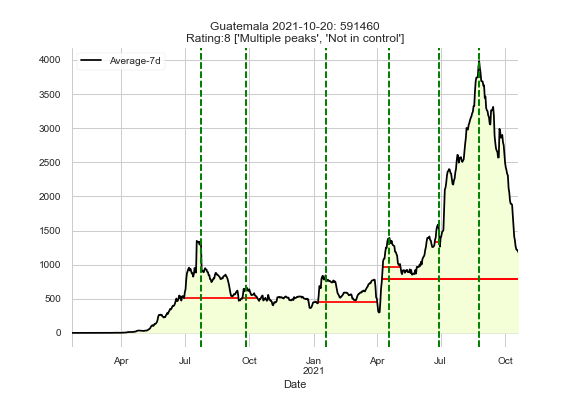 Guatemala 2021-10-20: 591460
Rating:8 ['Multiple peaks', 'Not in control']
Average-7d
4000
3500
3000
2500
2000
1500
1000
500
0
Apr Jul Oct Jan Apr Jul Oct
2021
Date